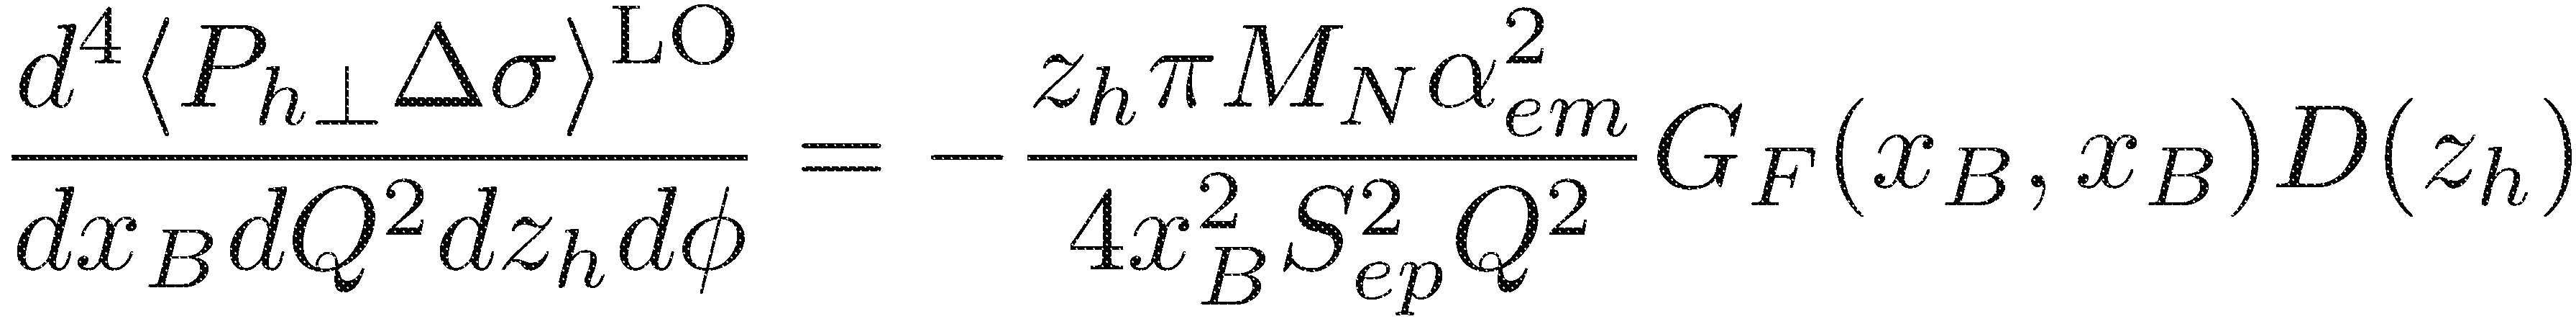 \frac{d^4 \langle P_{h\perp} \Delta\sigma \rangle^{\mathrm{LO}}}{dx_B dQ^2 dz_h d\phi} = -\frac{z_h \pi M_N \alpha_{em}^2}{4x_B^2 S_{ep}^2 Q^2} G_F(x_B, x_B) D(z_h)